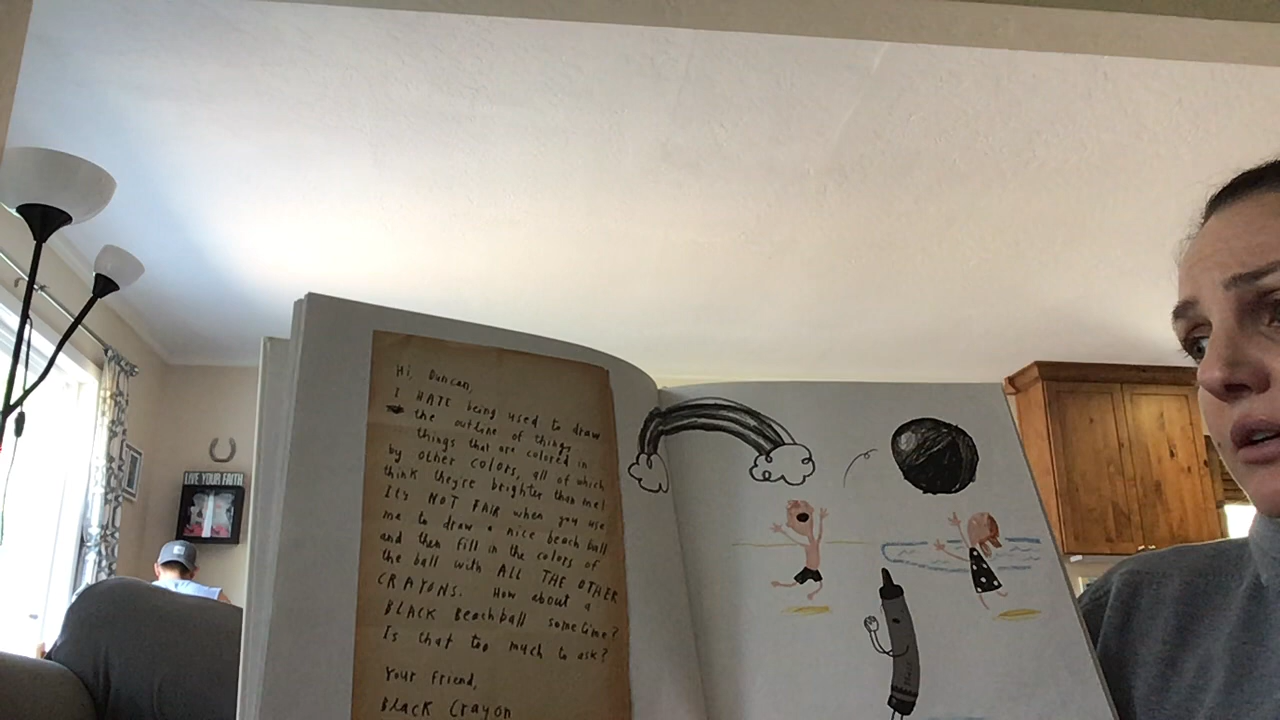 LIVE YOUR FAITH
Hi, Duncan,
I HATE being used to draw
the outline of things,
things that are colored in
by other colors, all of which
think they're brighter than me!
It's NOT FAIR when you use
me to draw a nice beach ball
and then fill in the colors of
the ball with ALL THE OTHER
CRAYONS. How about a
BLACK Beachball sometime?
Is that too much to ask?
Your friend,
Black Crayon